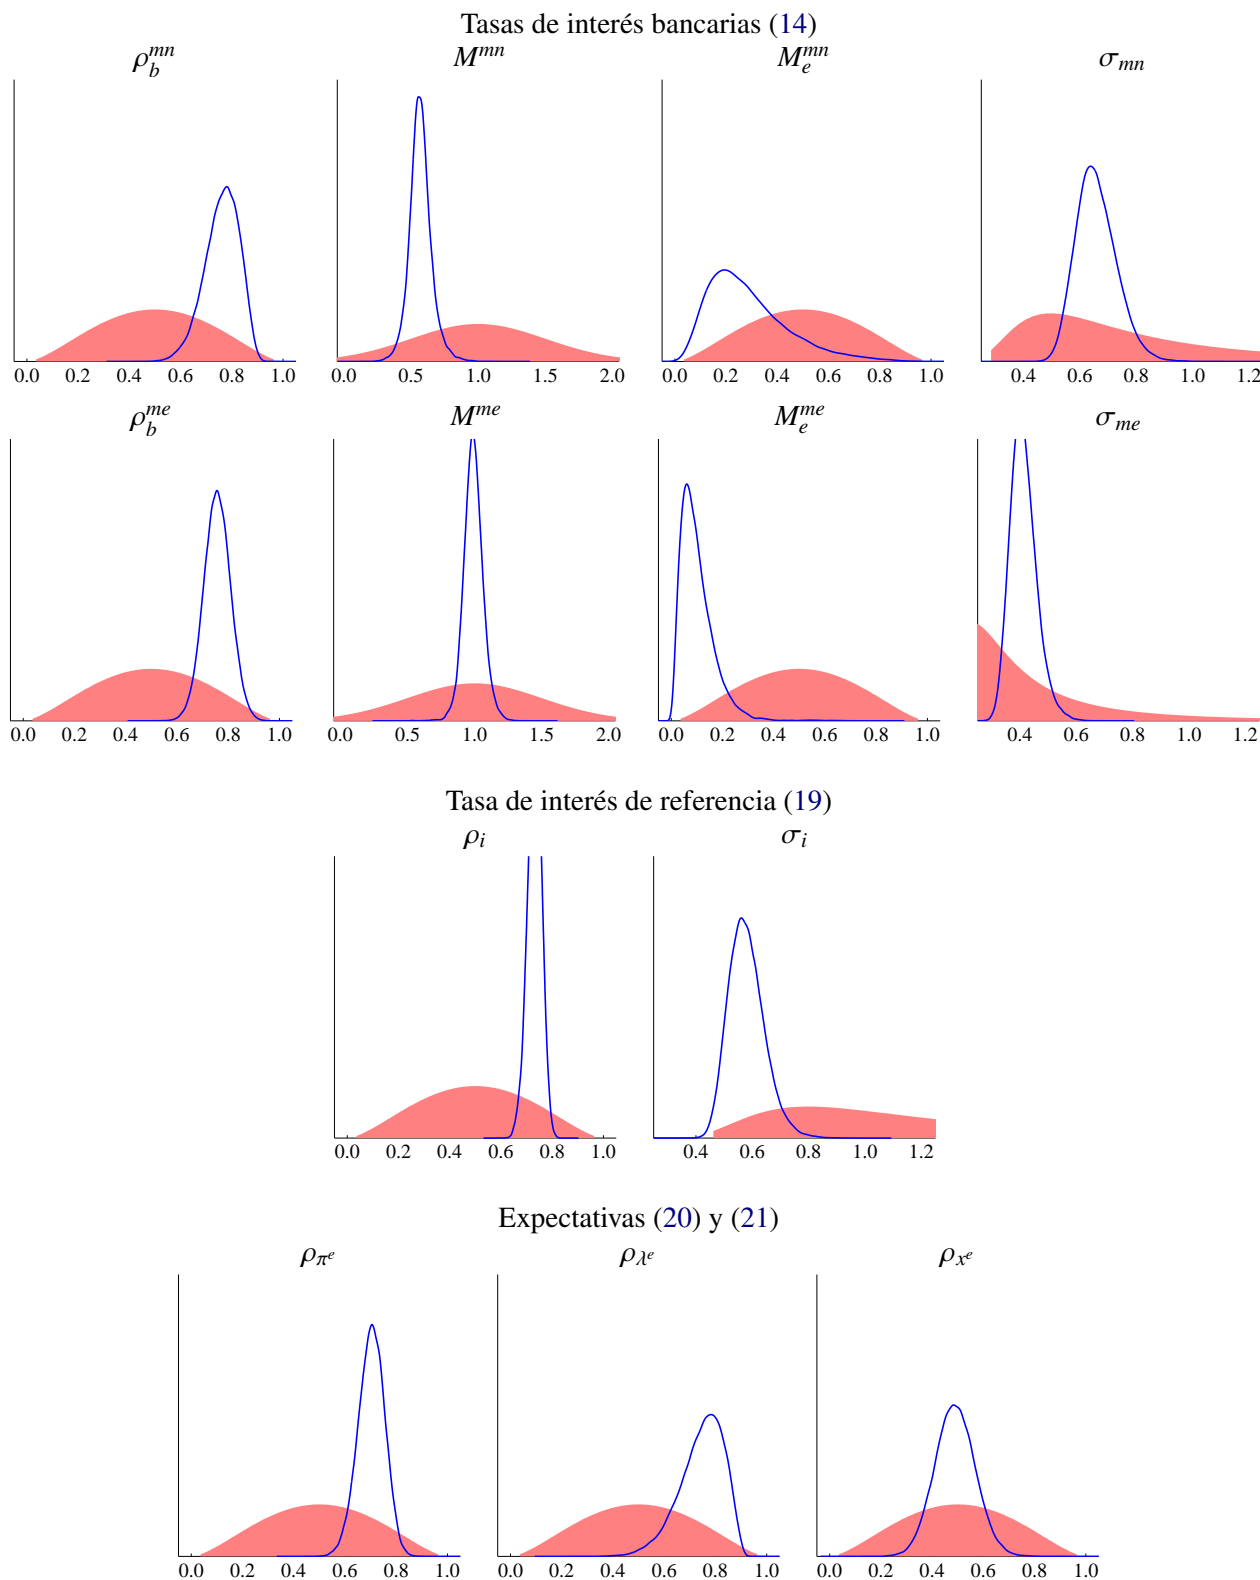 Tasas de interés bancarias (14)
ρ_b^{mn} M^{mn} M_e^{mn} σ_{mn}
0.0 0.2 0.4 0.6 0.8 1.0 0.0 0.5 1.0 1.5 2.0 0.0 0.2 0.4 0.6 0.8 1.0 0.4 0.6 0.8 1.0 1.2
ρ_b^{me} M^{me} M_e^{me} σ_{me}
0.0 0.2 0.4 0.6 0.8 1.0 0.0 0.5 1.0 1.5 2.0 0.0 0.2 0.4 0.6 0.8 1.0 0.4 0.6 0.8 1.0 1.2
Tasa de interés de referencia (19)
ρ_i σ_i
0.0 0.2 0.4 0.6 0.8 1.0 0.4 0.6 0.8 1.0 1.2
Expectativas (20) y (21)
ρ_{π^e} ρ_{λ^e} ρ_{x^e}
0.0 0.2 0.4 0.6 0.8 1.0 0.0 0.2 0.4 0.6 0.8 1.0 0.0 0.2 0.4 0.6 0.8 1.0